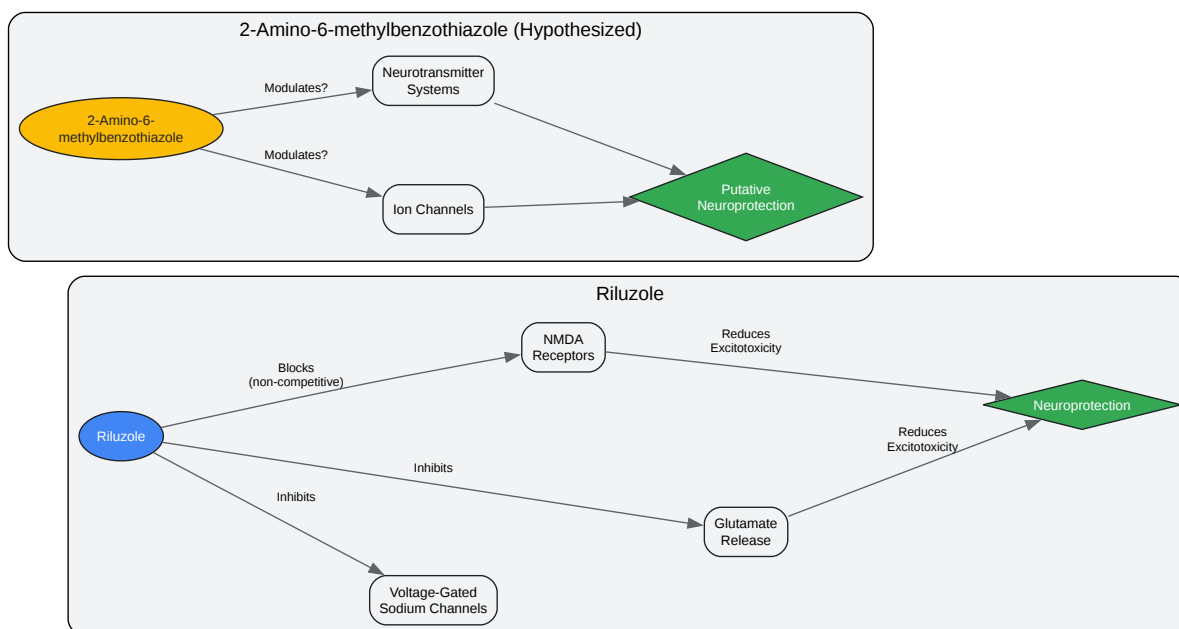 2-Amino-6-methylbenzothiazole (Hypothesized)
2-Amino-6-
methylbenzothiazole
Modulates?
Modulates?
Neurotransmitter
Systems
Ion Channels
Putative
Neuroprotection
Riluzole
Riluzole
Blocks
(non-competitive)
Inhibits
Inhibits
NMDA
Receptors
Reduces
Excitotoxicity
Glutamate
Release
Reduces
Excitotoxicity
Voltage-Gated
Sodium Channels
Neuroprotection